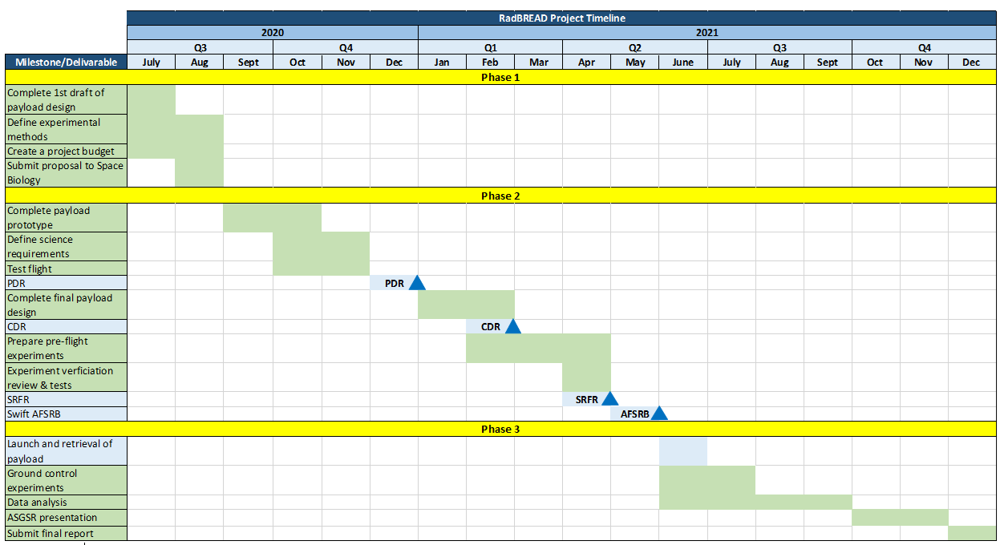 RadBREAD Project Timeline
2020 2021
Q3 Q4 Q1 Q2 Q3 Q4
Milestone/Delivarable July Aug Sept Oct Nov Dec Jan Feb Mar Apr May June July Aug Sept Oct Nov Dec
Phase 1
Complete 1st draft of
payload design
Define experimental
methods
Create a project budget
Submit proposal to Space
Biology
Phase 2
Complete payload
prototype
Define science
requirements
Test flight
PDR PDR
Complete final payload
design
CDR CDR
Prepare pre-flight
experiments
Experiment verficiation
review & tests
SRFR SRFR
Swift AFSRB AFSRB
Phase 3
Launch and retrieval of
payload
Ground control
experiments
Data analysis
ASGSR presentation
Submit final report